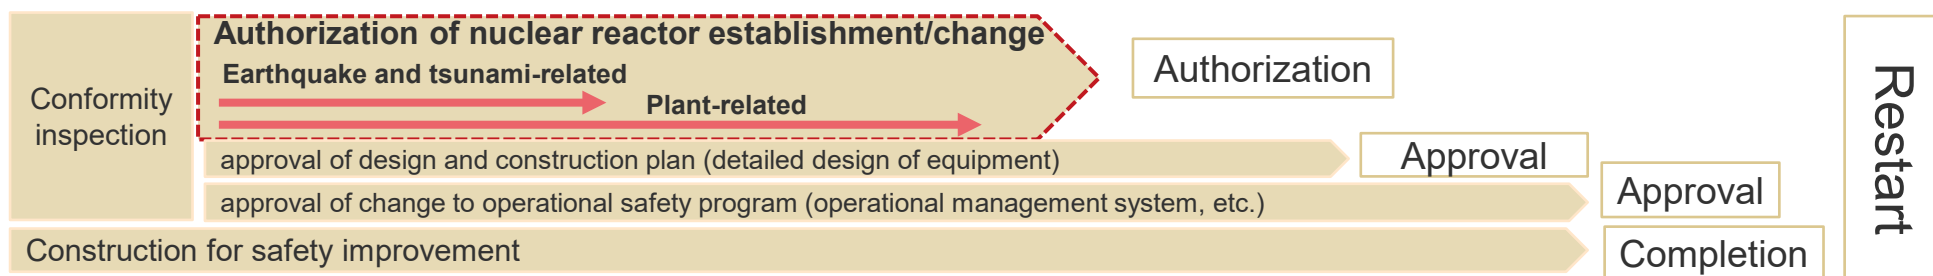 Conformity
inspection
Authorization of nuclear reactor establishment/change
Earthquake and tsunami-related
Plant-related
Authorization
approval of design and construction plan (detailed design of equipment)
Approval
approval of change to operational safety program (operational management system, etc.)
Approval
Construction for safety improvement
Completion
Restart